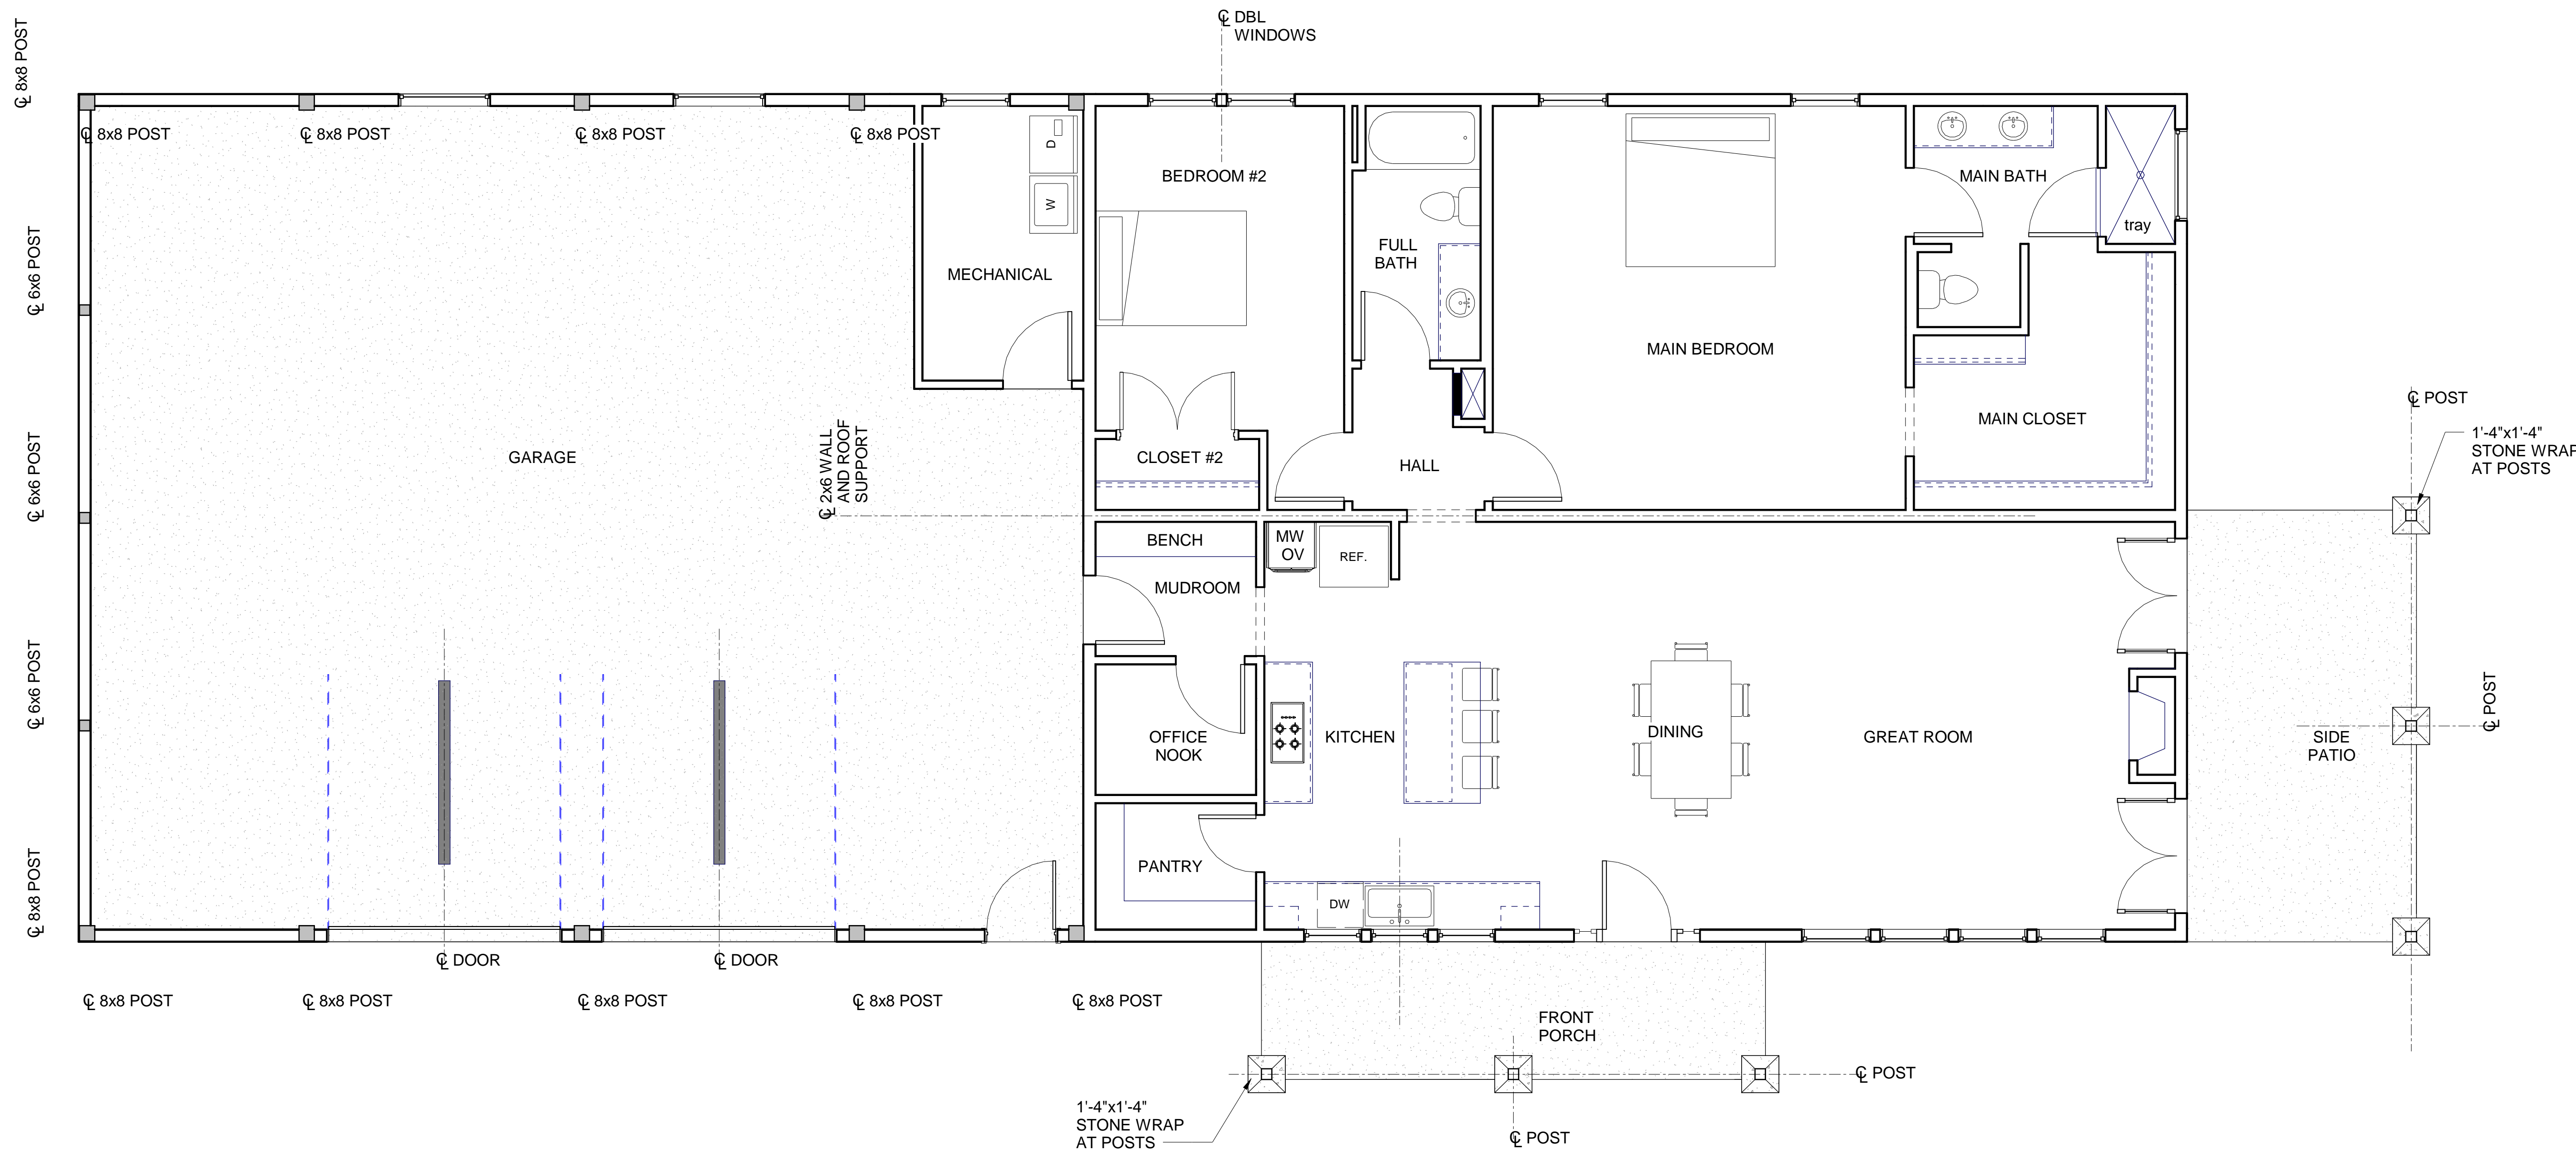 ℄ DBL
WINDOWS
℄ 8x8 POST
℄ 8x8 POST
℄ 8x8 POST
℄ 8x8 POST
℄ 8x8 POST
D
W
BEDROOM #2
MAIN BATH
tray
FULL
BATH
MECHANICAL
℄ 6x6 POST
MAIN BEDROOM
℄ POST
1'-4"x1'-4"
STONE WRAP
AT POSTS
MAIN CLOSET
GARAGE
℄ 2x6 WALL
AND ROOF
SUPPORT
CLOSET #2
HALL
℄ 6x6 POST
BENCH
MW
OV
REF.
MUDROOM
℄ 6x6 POST
OFFICE
NOOK
KITCHEN
DINING
GREAT ROOM
SIDE
PATIO
℄ POST
PANTRY
DW
℄ 8x8 POST
℄ DOOR
℄ DOOR
℄ 8x8 POST
℄ 8x8 POST
℄ 8x8 POST
℄ 8x8 POST
℄ 8x8 POST
FRONT
PORCH
℄ POST
1'-4"x1'-4"
STONE WRAP
AT POSTS
℄ POST